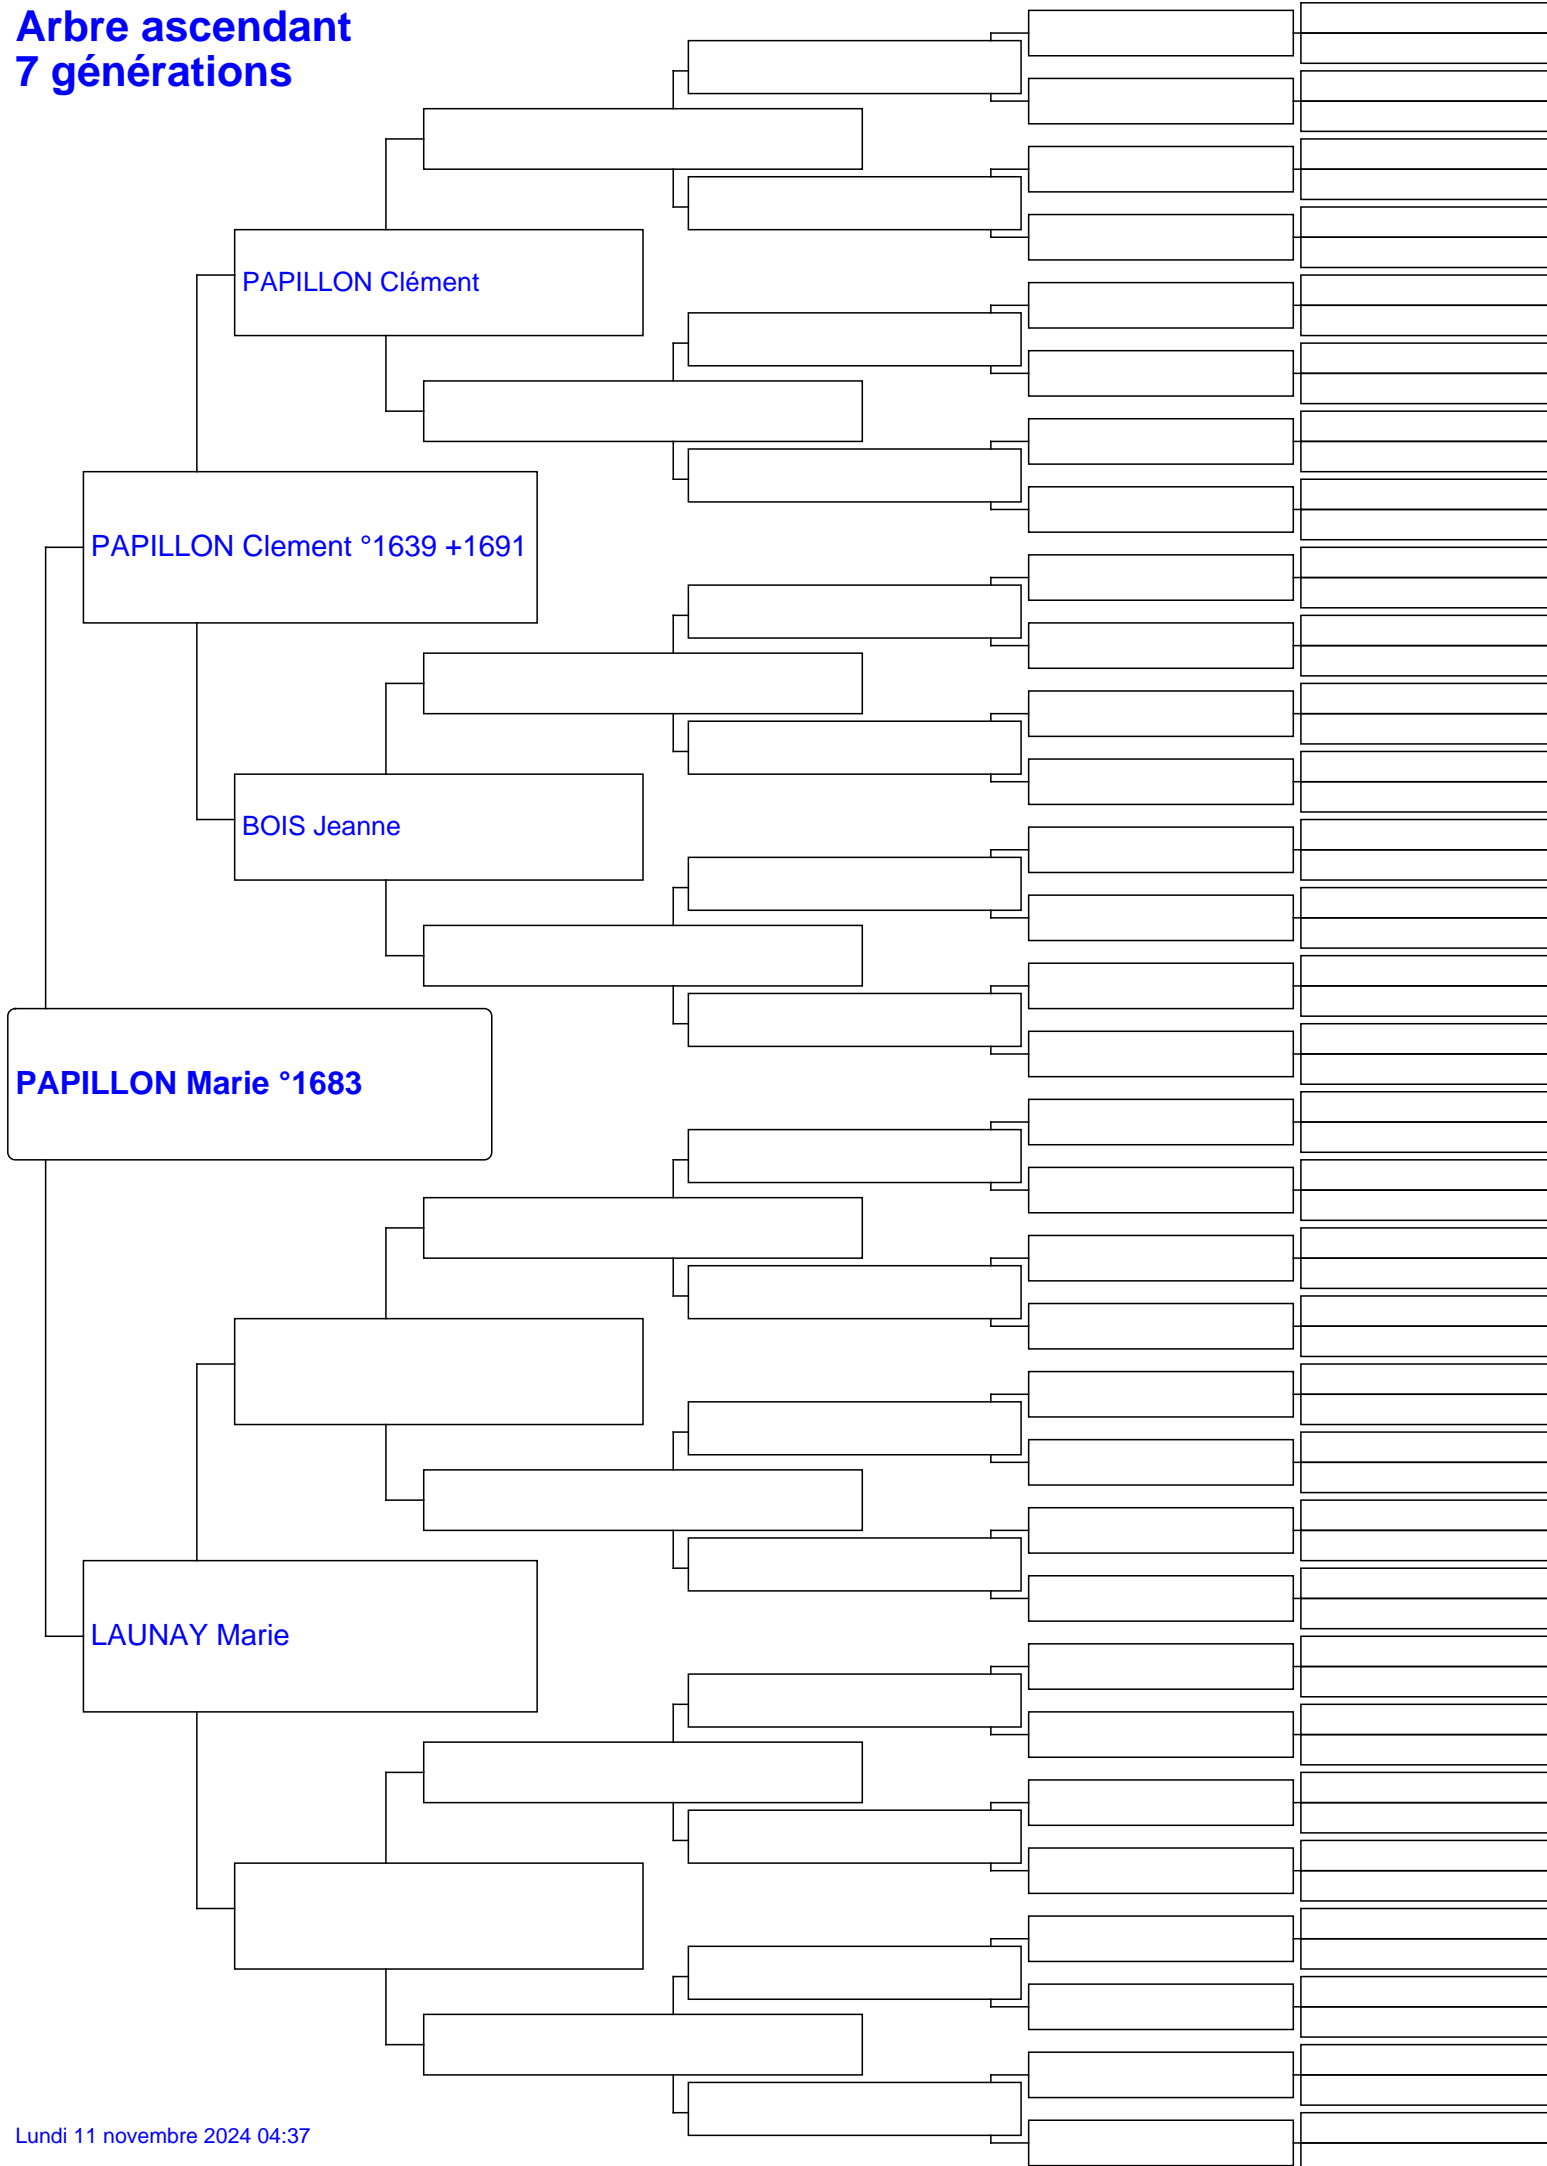 Arbre ascendant
7 générations
PAPILLON Clément
PAPILLON Clement °1639 +1691
BOIS Jeanne
PAPILLON Marie °1683
LAUNAY Marie
Lundi 11 novembre 2024 04:37